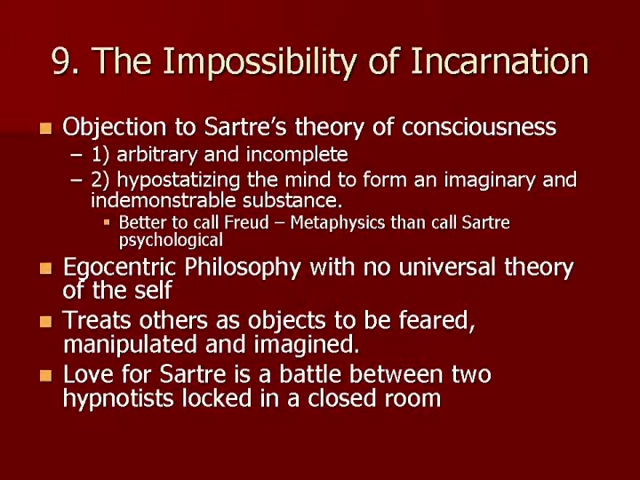 9. The Impossibility of Incarnation
■ Objection to Sartre’s theory of consciousness
– 1) arbitrary and incomplete
– 2) hypostatizing the mind to form an imaginary and
indemonstrable substance.
▪ Better to call Freud – Metaphysics than call Sartre
psychological
■ Egocentric Philosophy with no universal theory
of the self
■ Treats others as objects to be feared,
manipulated and imagined.
■ Love for Sartre is a battle between two
hypnotists locked in a closed room